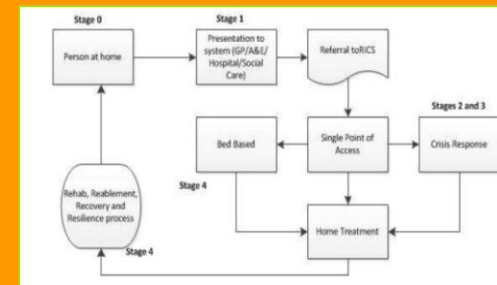 Stage 0
Stage 1
Person at home
Presentation to
system (GP/A&E/
Hospital/Social
Care)
Referral toRICS
Stages 2 and 3
Bed Based
Single Point of
Access
Crisis Response
Stage 4
Rehab, Reablement,
Recovery and
Resilience process
Stage 4
Home Treatment